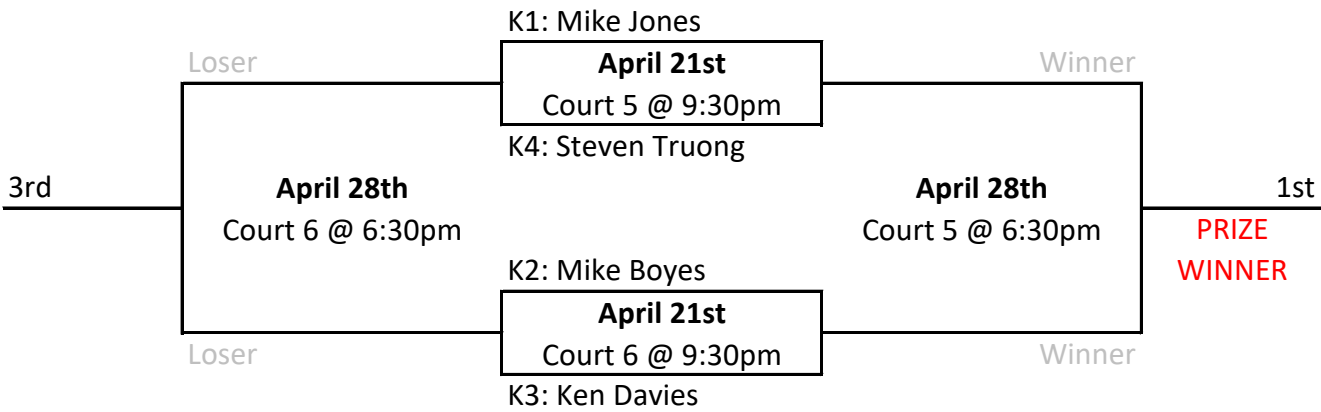 K1: Mike Jones
Loser
April 21st
Winner
Court 5 @ 9:30pm
K4: Steven Truong
3rd
April 28th
April 28th
1st
Court 6 @ 6:30pm
Court 5 @ 6:30pm
PRIZE
WINNER
K2: Mike Boyes
April 21st
Loser
Court 6 @ 9:30pm
Winner
K3: Ken Davies